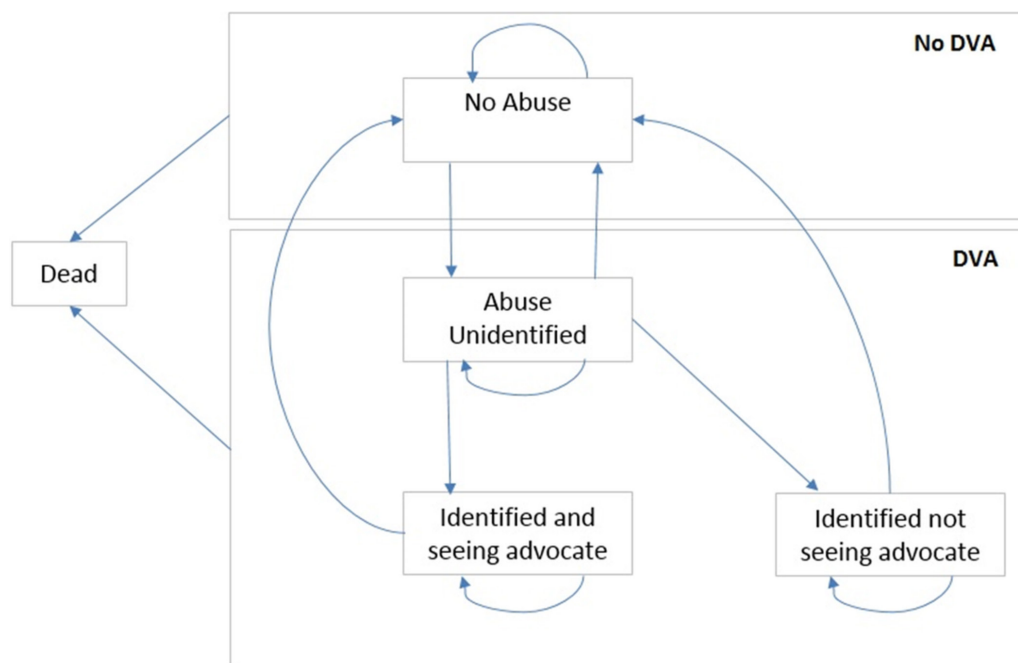 No DVA
No Abuse
Dead
DVA
Abuse
Unidentified
Identified and
seeing advocate
Identified not
seeing advocate